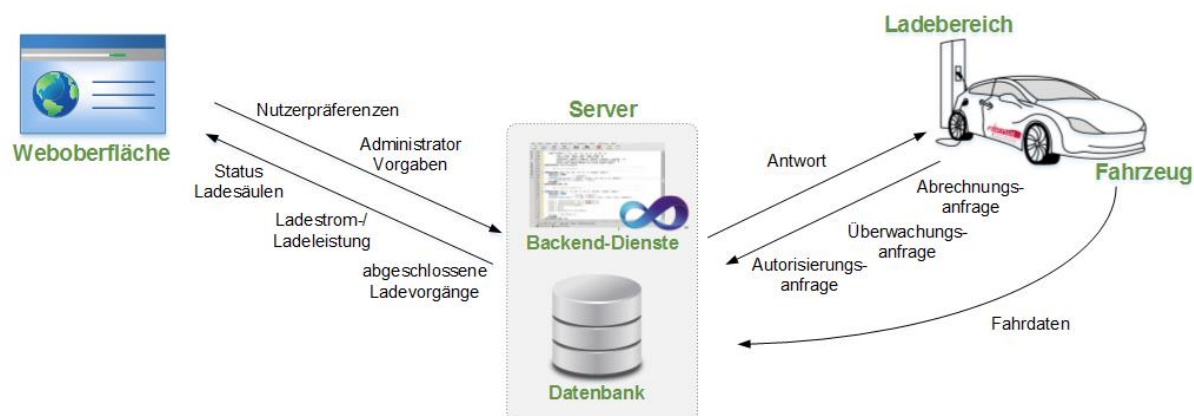 Ladebereich
Weboberfläche
Nutzerpräferenzen
Administrator
Vorgaben
Status
Ladesäulen
Ladestrom-/
Ladeleistung
abgeschlossene
Ladevorgänge
Server
Backend-Dienste
Datenbank
Antwort
Fahrzeug
Abrechnungs-
anfrage
Überwachungs-
anfrage
Autorisierungs-
anfrage
Fahrdaten